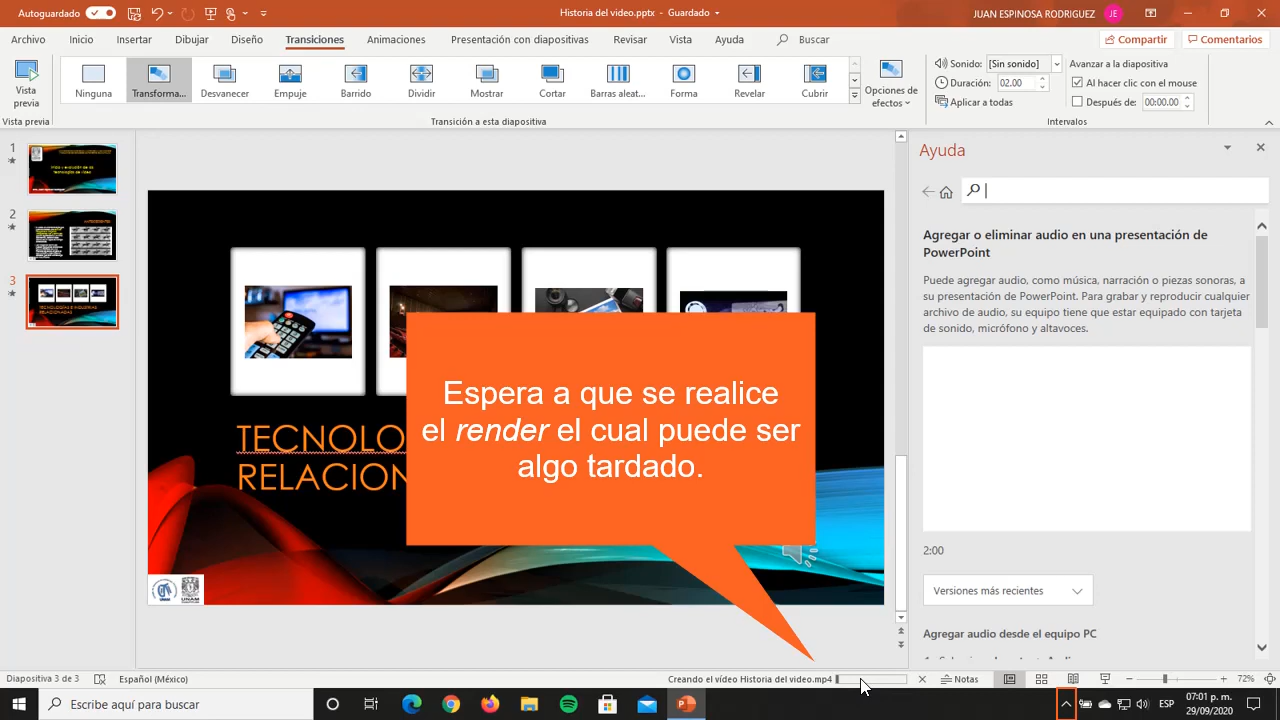 Autoguardado
Historia del video.pptx - Guardado
JUAN ESPINOSA RODRIGUEZ JE
Archivo Inicio Insertar Dibujar Diseño Transiciones Animaciones Presentación con diapositivas Revisar Vista Ayuda Buscar Compartir Comentarios
Vista previa
Ninguna Transforma... Desvanecer Empuje Barrido Dividir Mostrar Cortar Barras aleat... Forma Revelar Cubrir
Opciones de efectos
Sonido: [Sin sonido]
Duración: 02.00
Aplicar a todas
Avanzar a la diapositiva
Al hacer clic con el mouse
Después de: 00:00.00
Vista previa Transición a esta diapositiva Intervalos
1
2
3
TECNOLO
RELACION
UNAM
Espera a que se realice
el render el cual puede ser
algo tardado.
Ayuda
Agregar o eliminar audio en una presentación de
PowerPoint
Puede agregar audio, como música, narración o piezas sonoras, a
su presentación de PowerPoint. Para grabar y reproducir cualquier
archivo de audio, su equipo tiene que estar equipado con tarjeta
de sonido, micrófono y altavoces.
2:00
Versiones más recientes
Agregar audio desde el equipo PC
Diapositiva 3 de 3 Español (México) Creando el vídeo Historia del video.mp4 Notas 72%
Escribe aquí para buscar
ESP
07:01 p. m.
29/09/2020